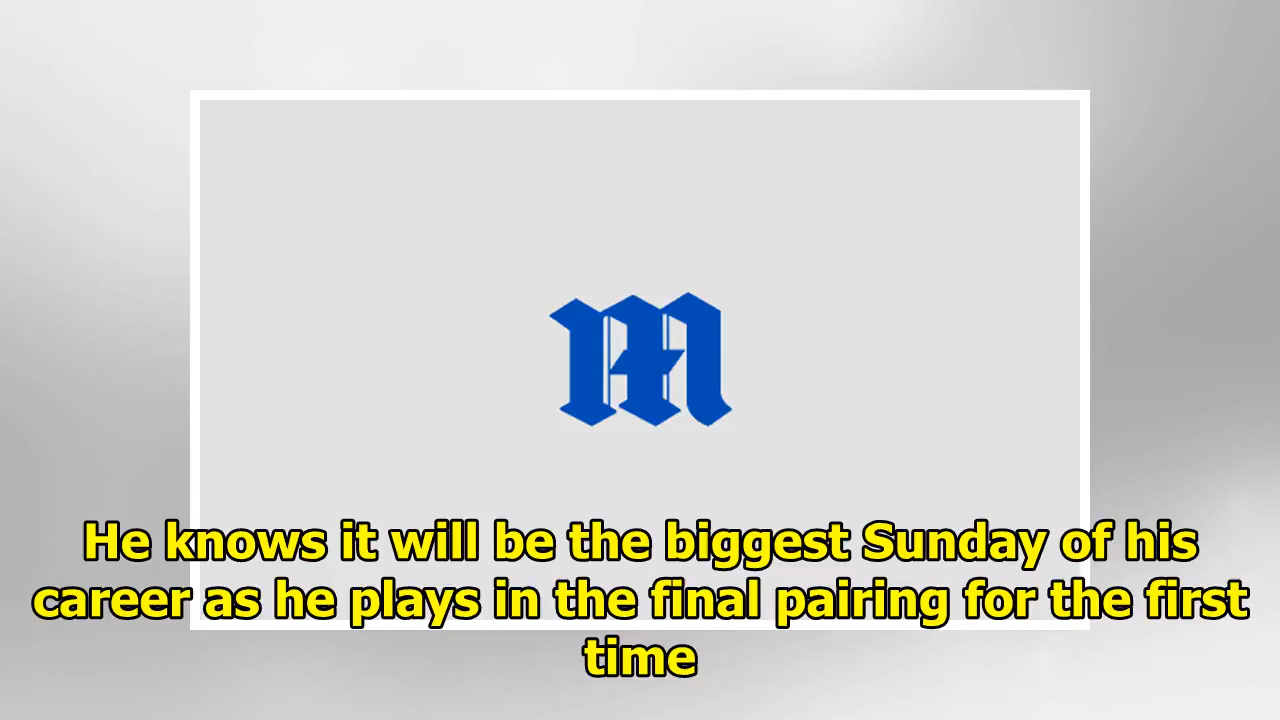 m
He knows it will be the biggest Sunday of his
career as he plays in the final pairing for the first
time